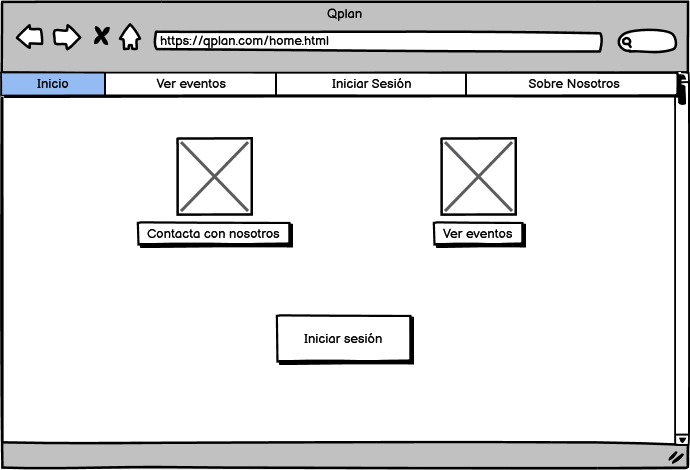 Qplan
https://qplan.com/home.html
Inicio Ver eventos Iniciar Sesión Sobre Nosotros
Contacta con nosotros Ver eventos
Iniciar sesión